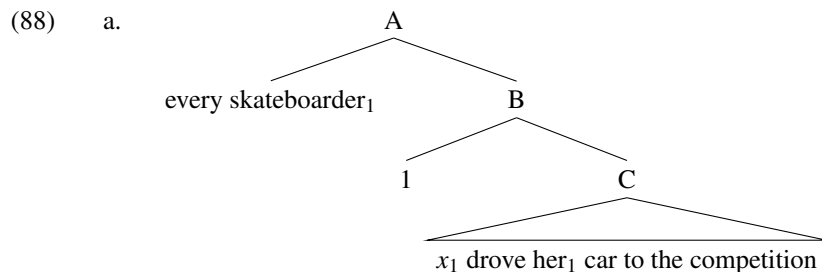 (88) a. A
every skateboarder₁ B
1 C
x₁ drove her₁ car to the competition